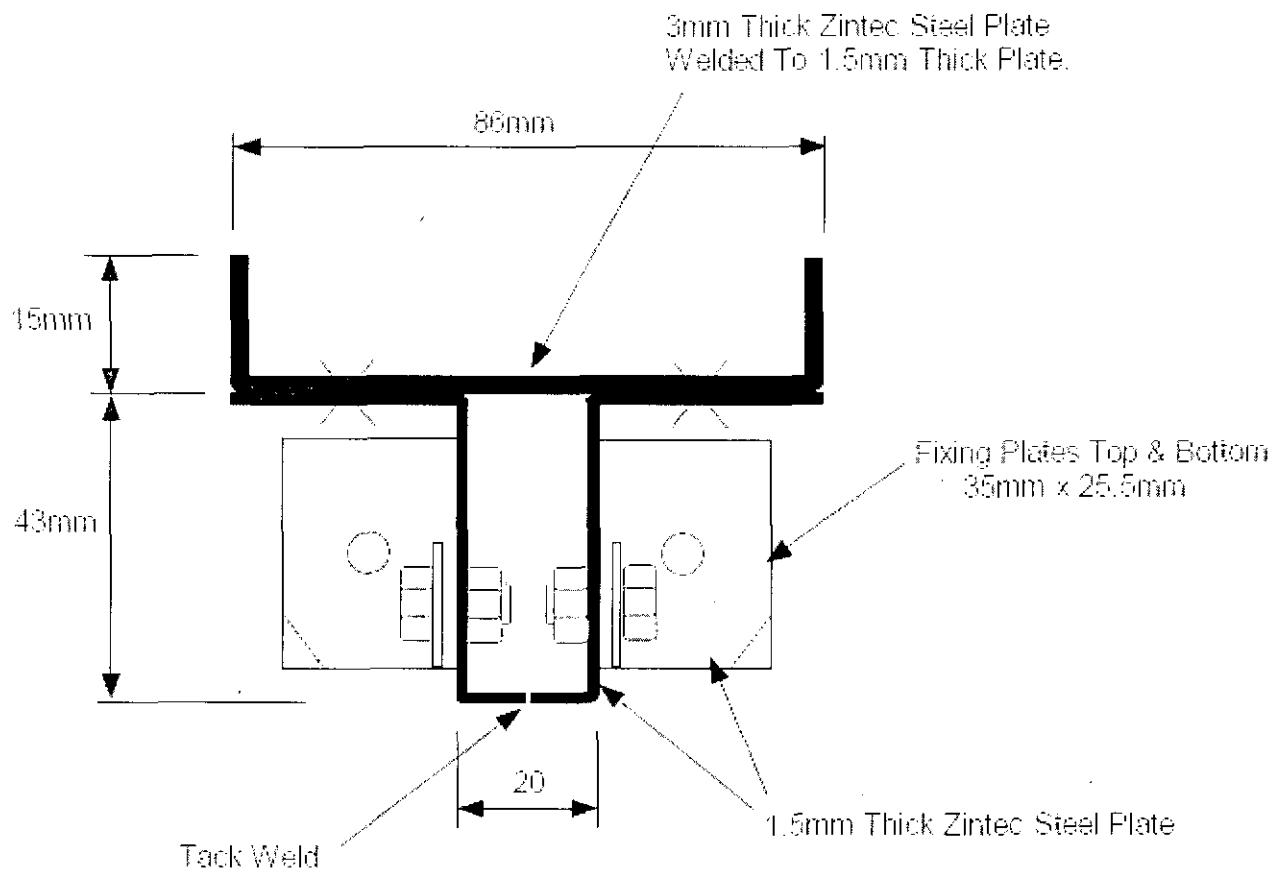 3mm Thick Zintec Steel Plate
Welded To 1.5mm Thick Plate.
86mm
15mm
43mm
Fixing Plates Top & Bottom
35mm x 25.5mm
20
1.5mm Thick Zintec Steel Plate
Tack Weld